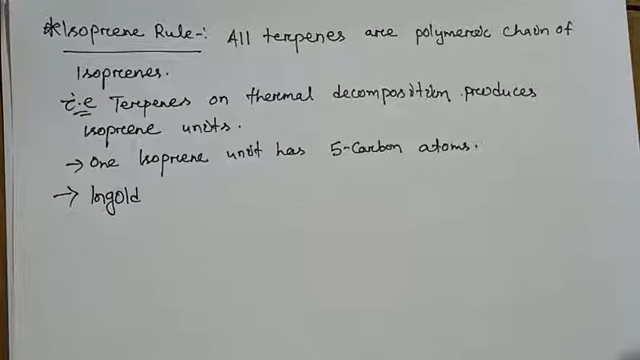 *Isoprene Rule-: All terpenes are polymeric chain of
Isoprenes.
i.e Terpenes on thermal decomposition produces
isoprene units.
→ One Isoprene unit has 5-Carbon atoms.
→ Ingold